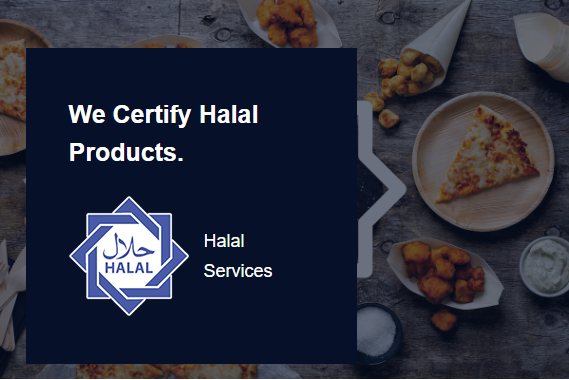 We Certify Halal
Products.
حلال
HALAL
Halal
Services